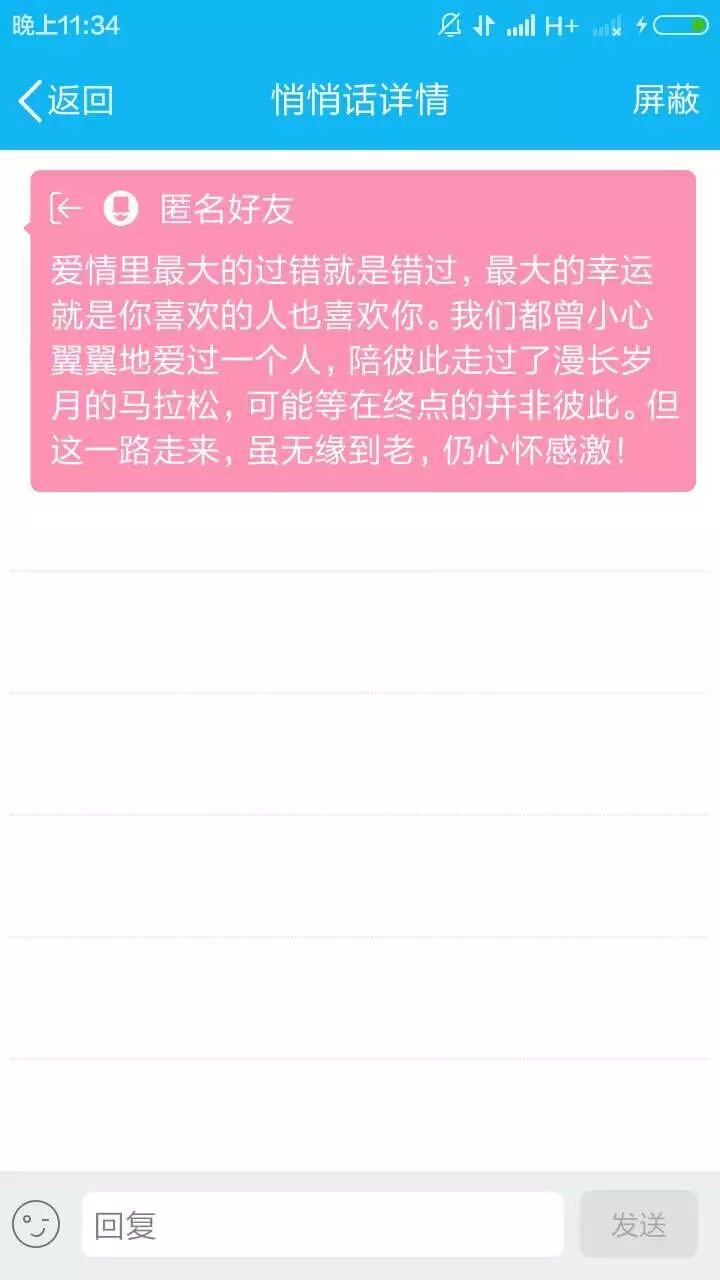 晚上11:34
H+
返回
悄悄话详情
屏蔽
匿名好友
爱情里最大的过错就是错过，最大的幸运
就是你喜欢的人也喜欢你。我们都曾小心
翼翼地爱过一个人，陪彼此走过了漫长岁
月的马拉松，可能等在终点的并非彼此。但
这一路走来，虽无缘到老，仍心怀感激！
回复
发送